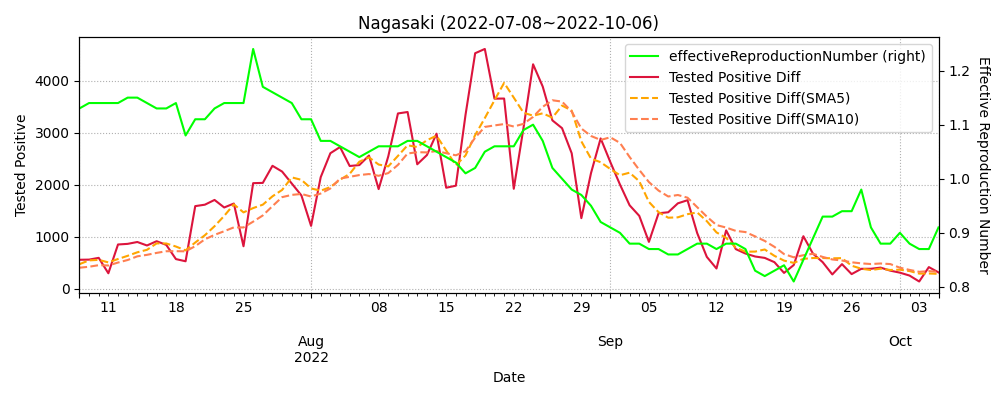 Nagasaki (2022-07-08~2022-10-06)
effectiveReproductionNumber (right)
Tested Positive Diff
Tested Positive Diff(SMA5)
Tested Positive Diff(SMA10)
Tested Positive
4000
3000
2000
1000
0
1.2
1.1
1.0
0.9
0.8
Effective Reproduction Number
11 18 25 08 15 22 29 05 12 19 26 03
Aug Sep Oct
2022
Date